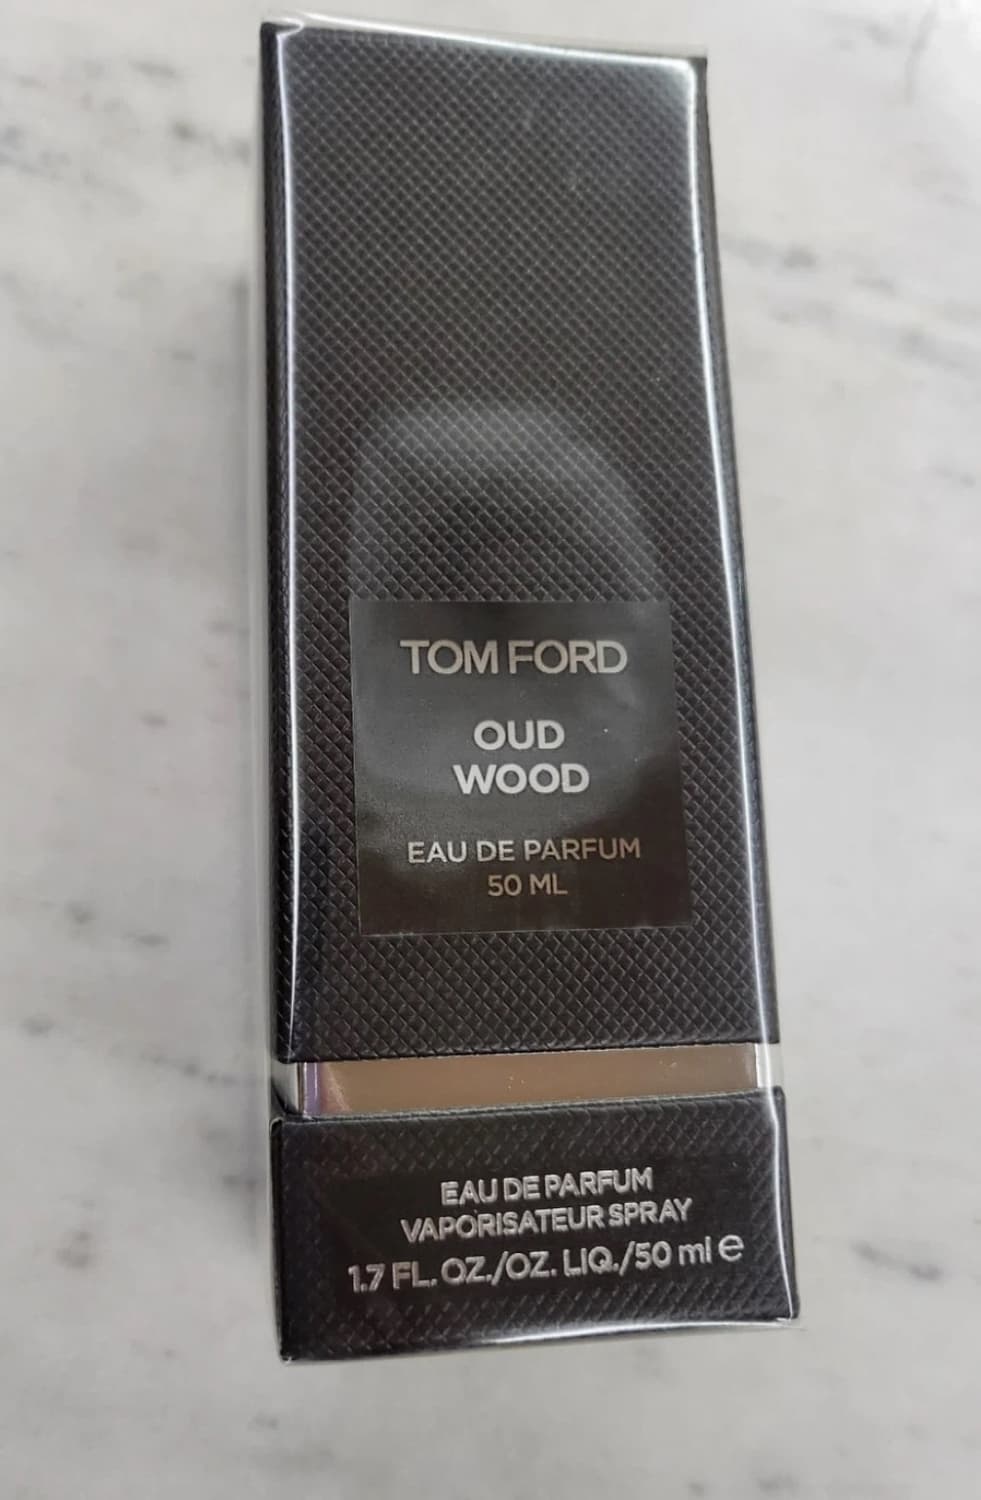 TOM FORD
OUD
WOOD
EAU DE PARFUM
50 ML
EAU DE PARFUM
VAPORISATEUR SPRAY
1.7 FL. OZ./OZ. LIQ./50 ml e